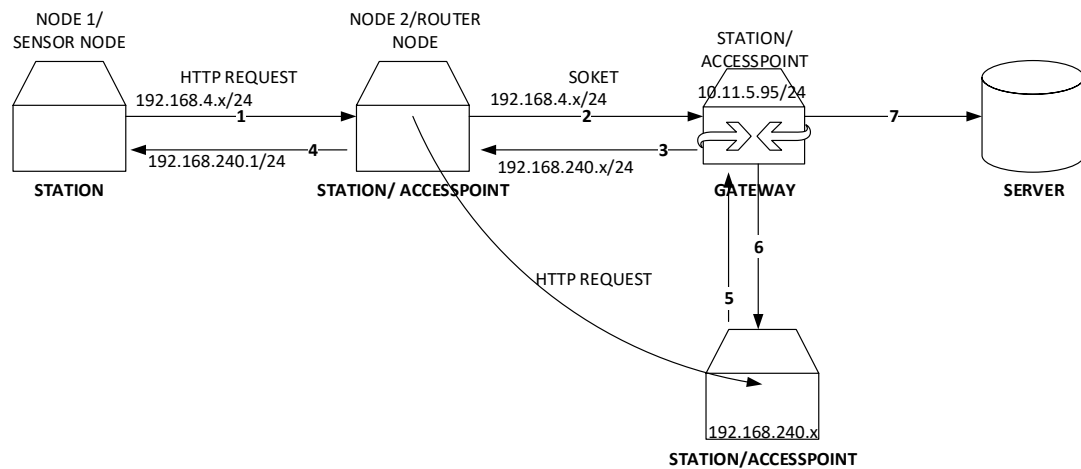 NODE 1/
SENSOR NODE
NODE 2/ROUTER
NODE
STATION/
ACCESSPOINT
HTTP REQUEST
SOKET
192.168.4.x/24
192.168.4.x/24
10.11.5.95/24
1
2
7
4
3
192.168.240.1/24
192.168.240.x/24
STATION
STATION/ ACCESSPOINT
GATEWAY
SERVER
6
HTTP REQUEST
5
192.168.240.x
STATION/ACCESSPOINT